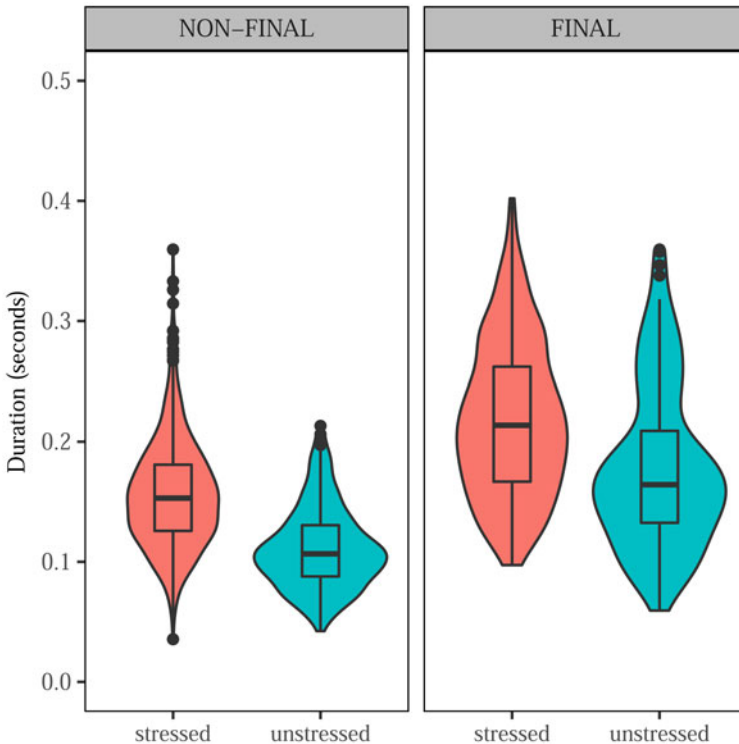 NON–FINAL
FINAL
Duration (seconds)
0.5
0.4
0.3
0.2
0.1
0.0
stressed
unstressed
stressed
unstressed